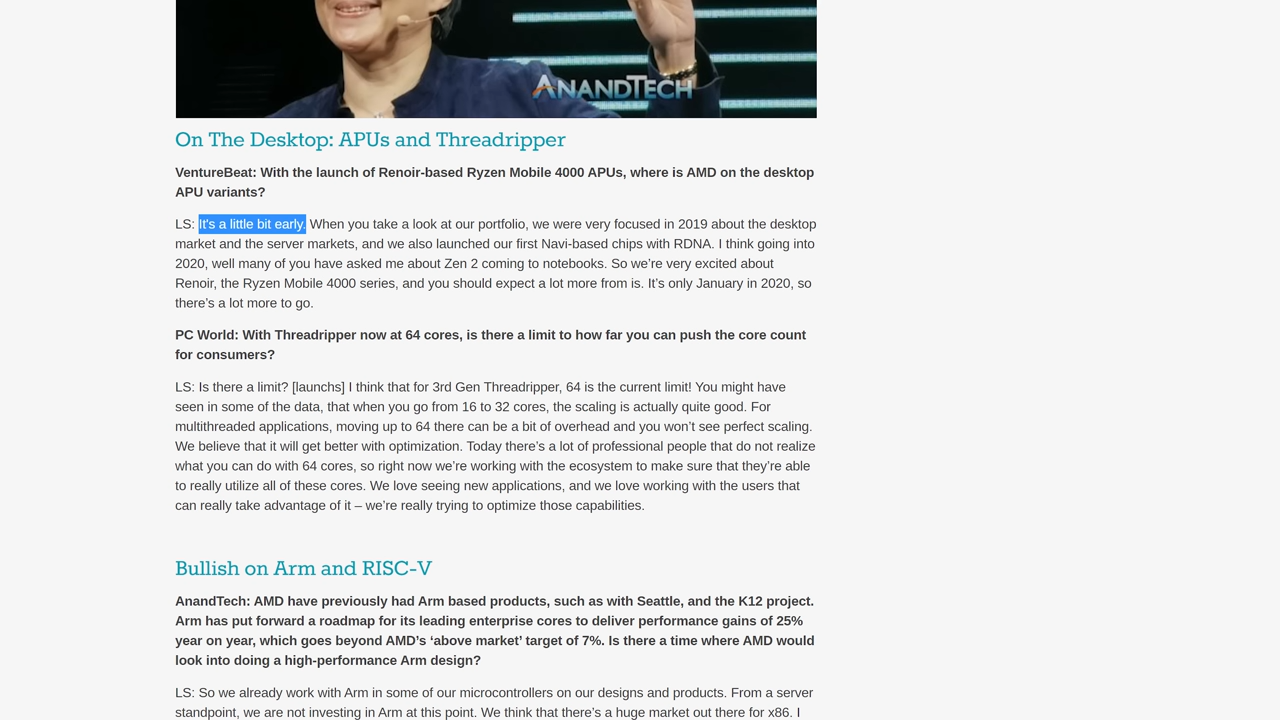 ANANDTECH
On The Desktop: APUs and Threadripper
VentureBeat: With the launch of Renoir-based Ryzen Mobile 4000 APUs, where is AMD on the desktop
APU variants?
LS: It's a little bit early. When you take a look at our portfolio, we were very focused in 2019 about the desktop
market and the server markets, and we also launched our first Navi-based chips with RDNA. I think going into
2020, well many of you have asked me about Zen 2 coming to notebooks. So we’re very excited about
Renoir, the Ryzen Mobile 4000 series, and you should expect a lot more from is. It’s only January in 2020, so
there’s a lot more to go.
PC World: With Threadripper now at 64 cores, is there a limit to how far you can push the core count
for consumers?
LS: Is there a limit? [launchs] I think that for 3rd Gen Threadripper, 64 is the current limit! You might have
seen in some of the data, that when you go from 16 to 32 cores, the scaling is actually quite good. For
multithreaded applications, moving up to 64 there can be a bit of overhead and you won’t see perfect scaling.
We believe that it will get better with optimization. Today there’s a lot of professional people that do not realize
what you can do with 64 cores, so right now we’re working with the ecosystem to make sure that they’re able
to really utilize all of these cores. We love seeing new applications, and we love working with the users that
can really take advantage of it – we’re really trying to optimize those capabilities.
Bullish on Arm and RISC-V
AnandTech: AMD have previously had Arm based products, such as with Seattle, and the K12 project.
Arm has put forward a roadmap for its leading enterprise cores to deliver performance gains of 25%
year on year, which goes beyond AMD’s ‘above market’ target of 7%. Is there a time where AMD would
look into doing a high-performance Arm design?
LS: So we already work with Arm in some of our microcontrollers on our designs and products. From a server
standpoint, we are not investing in Arm at this point. We think that there’s a huge market out there for x86. I